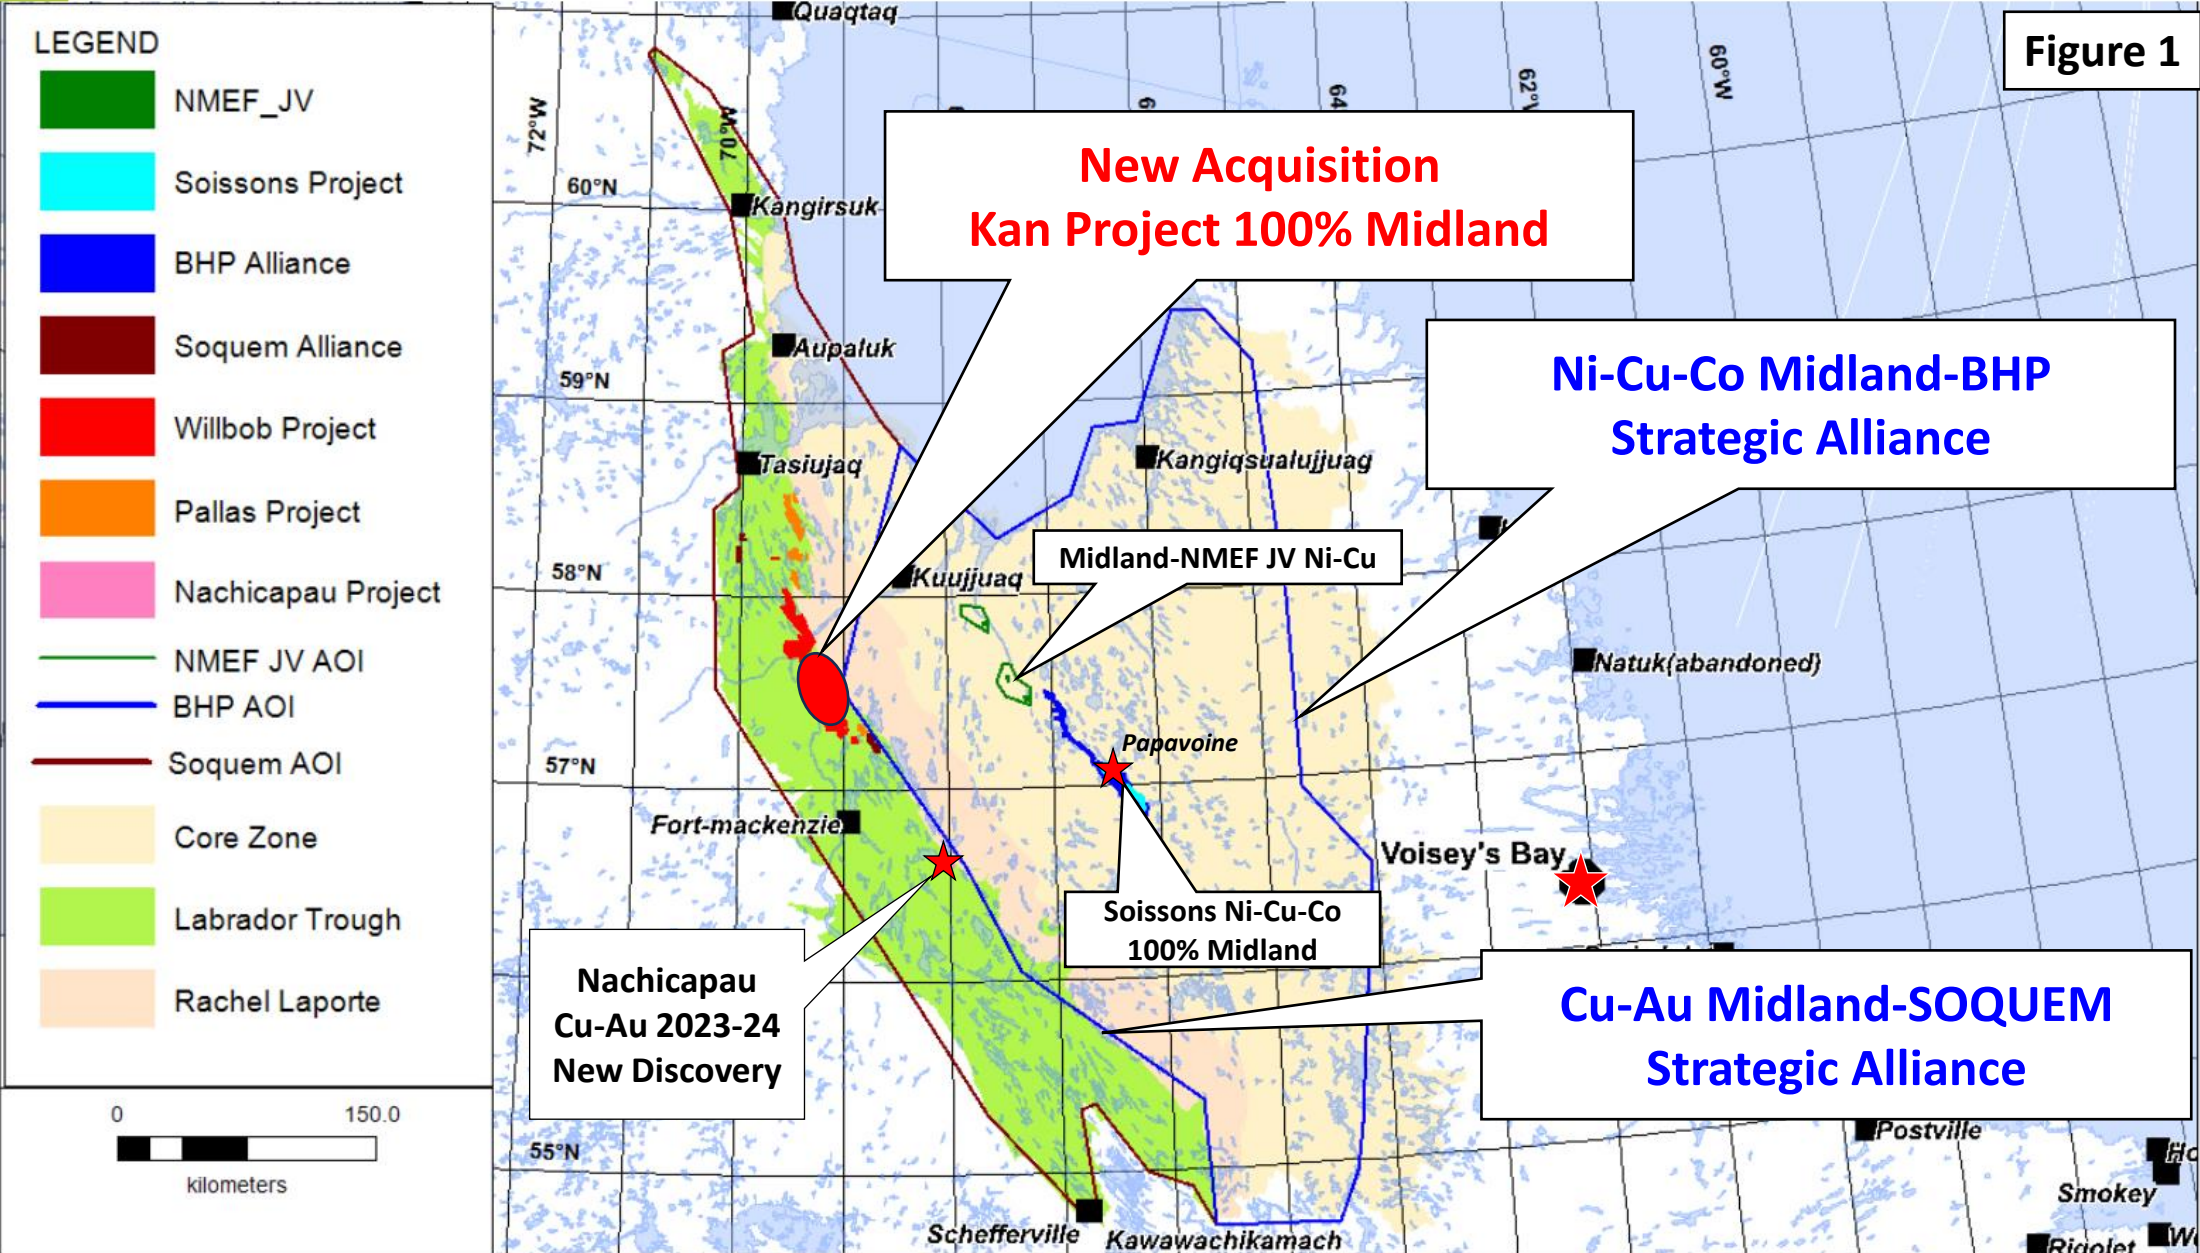 LEGEND
NMEF_JV
Soissons Project
BHP Alliance
Soquem Alliance
Willbob Project
Pallas Project
Nachicapau Project
NMEF JV AOI
BHP AOI
Soquem AOI
Core Zone
Labrador Trough
Rachel Laporte
0 150.0
kilometers
Figure 1
Quaqtaq
72°W
70°W
64
62°
60°W
60°N
Kangirsuk
New Acquisition
Kan Project 100% Midland
Aupaluk
59°N
Ni-Cu-Co Midland-BHP
Strategic Alliance
Tasiujaq
Kangiqsualujjuag
Midland-NMEF JV Ni-Cu
58°N
Kuujjuaq
Natuk(abandoned)
Papavoine
57°N
Fort-mackenzie
Voisey's Bay
Soissons Ni-Cu-Co
100% Midland
Nachicapau
Cu-Au 2023-24
New Discovery
Cu-Au Midland-SOQUEM
Strategic Alliance
Postville
55°N
Smokey
Schefferville
Kawawachikamach
Rigolet